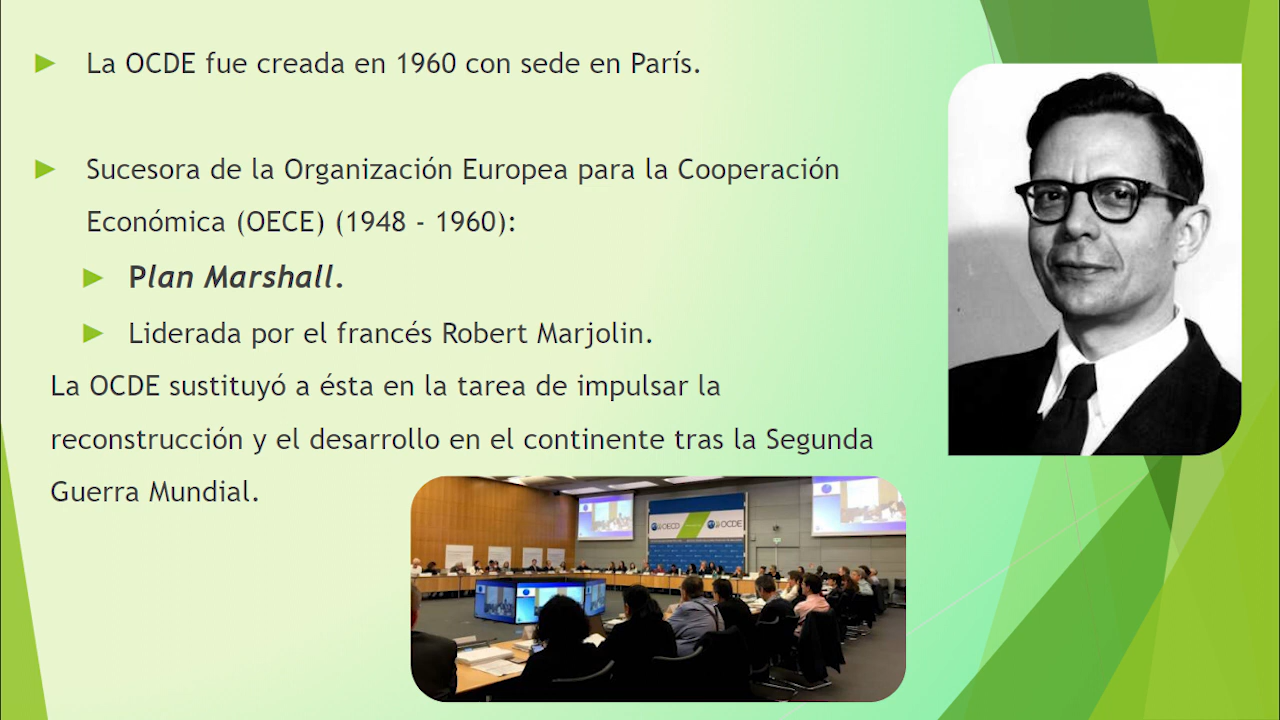 La OCDE fue creada en 1960 con sede en París.
Sucesora de la Organización Europea para la Cooperación
Económica (OECE) (1948 - 1960):
Plan Marshall.
Liderada por el francés Robert Marjolin.
La OCDE sustituyó a ésta en la tarea de impulsar la
reconstrucción y el desarrollo en el continente tras la Segunda
Guerra Mundial.
OECD
OCDE